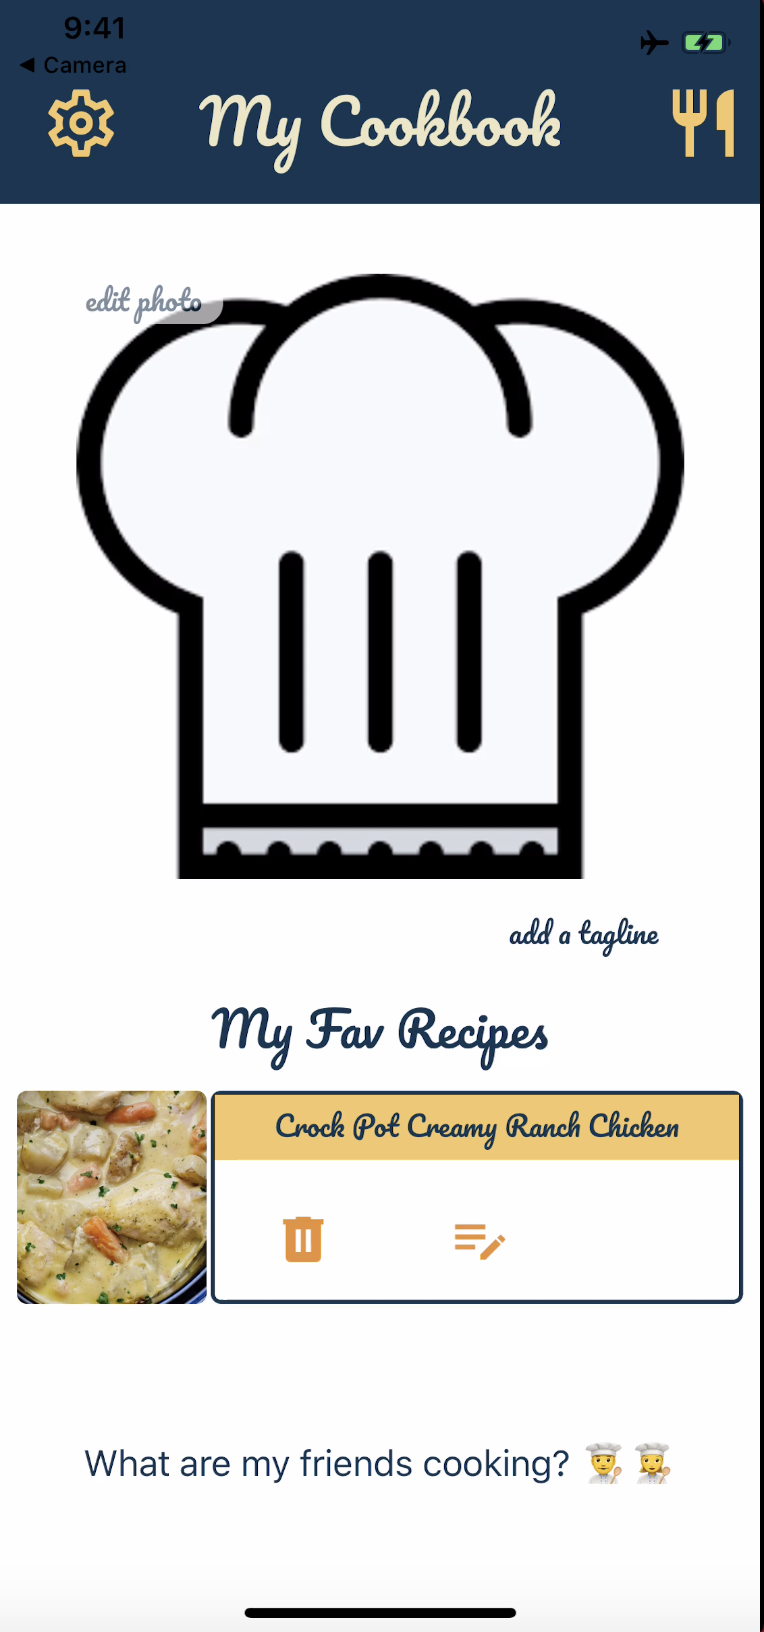 9:41
◀ Camera
My Cookbook
edit photo
add a tagline
My Fav Recipes
Crock Pot Creamy Ranch Chicken
What are my friends cooking? 👨‍🍳 👩‍🍳